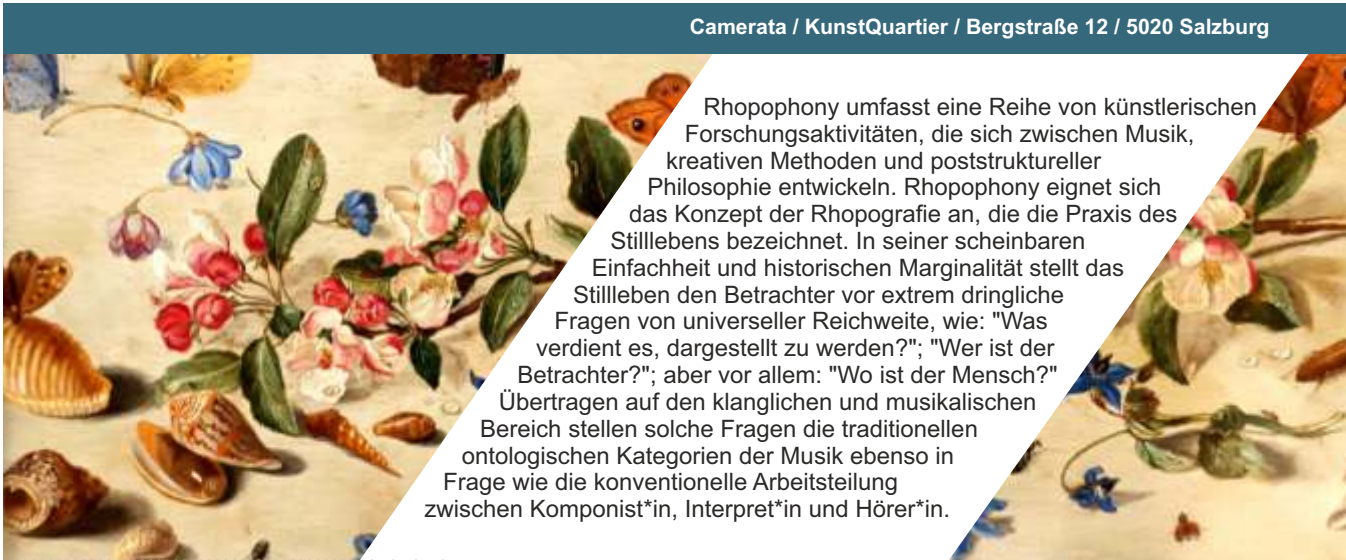 Camerata / KunstQuartier / Bergstraße 12 / 5020 Salzburg
Rhopophony umfasst eine Reihe von künstlerischen
Forschungsaktivitäten, die sich zwischen Musik,
kreativen Methoden und poststruktureller
Philosophie entwickeln. Rhopophony eignet sich
das Konzept der Rhopografie an, die die Praxis des
Stilllebens bezeichnet. In seiner scheinbaren
Einfachheit und historischen Marginalität stellt das
Stillleben den Betrachter vor extrem dringliche
Fragen von universeller Reichweite, wie: "Was
verdient es, dargestellt zu werden?"; "Wer ist der
Betrachter?"; aber vor allem: "Wo ist der Mensch?"
Übertragen auf den klanglichen und musikalischen
Bereich stellen solche Fragen die traditionellen
ontologischen Kategorien der Musik ebenso in
Frage wie die konventionelle Arbeitsteilung
zwischen Komponist*in, Interpret*in und Hörer*in.